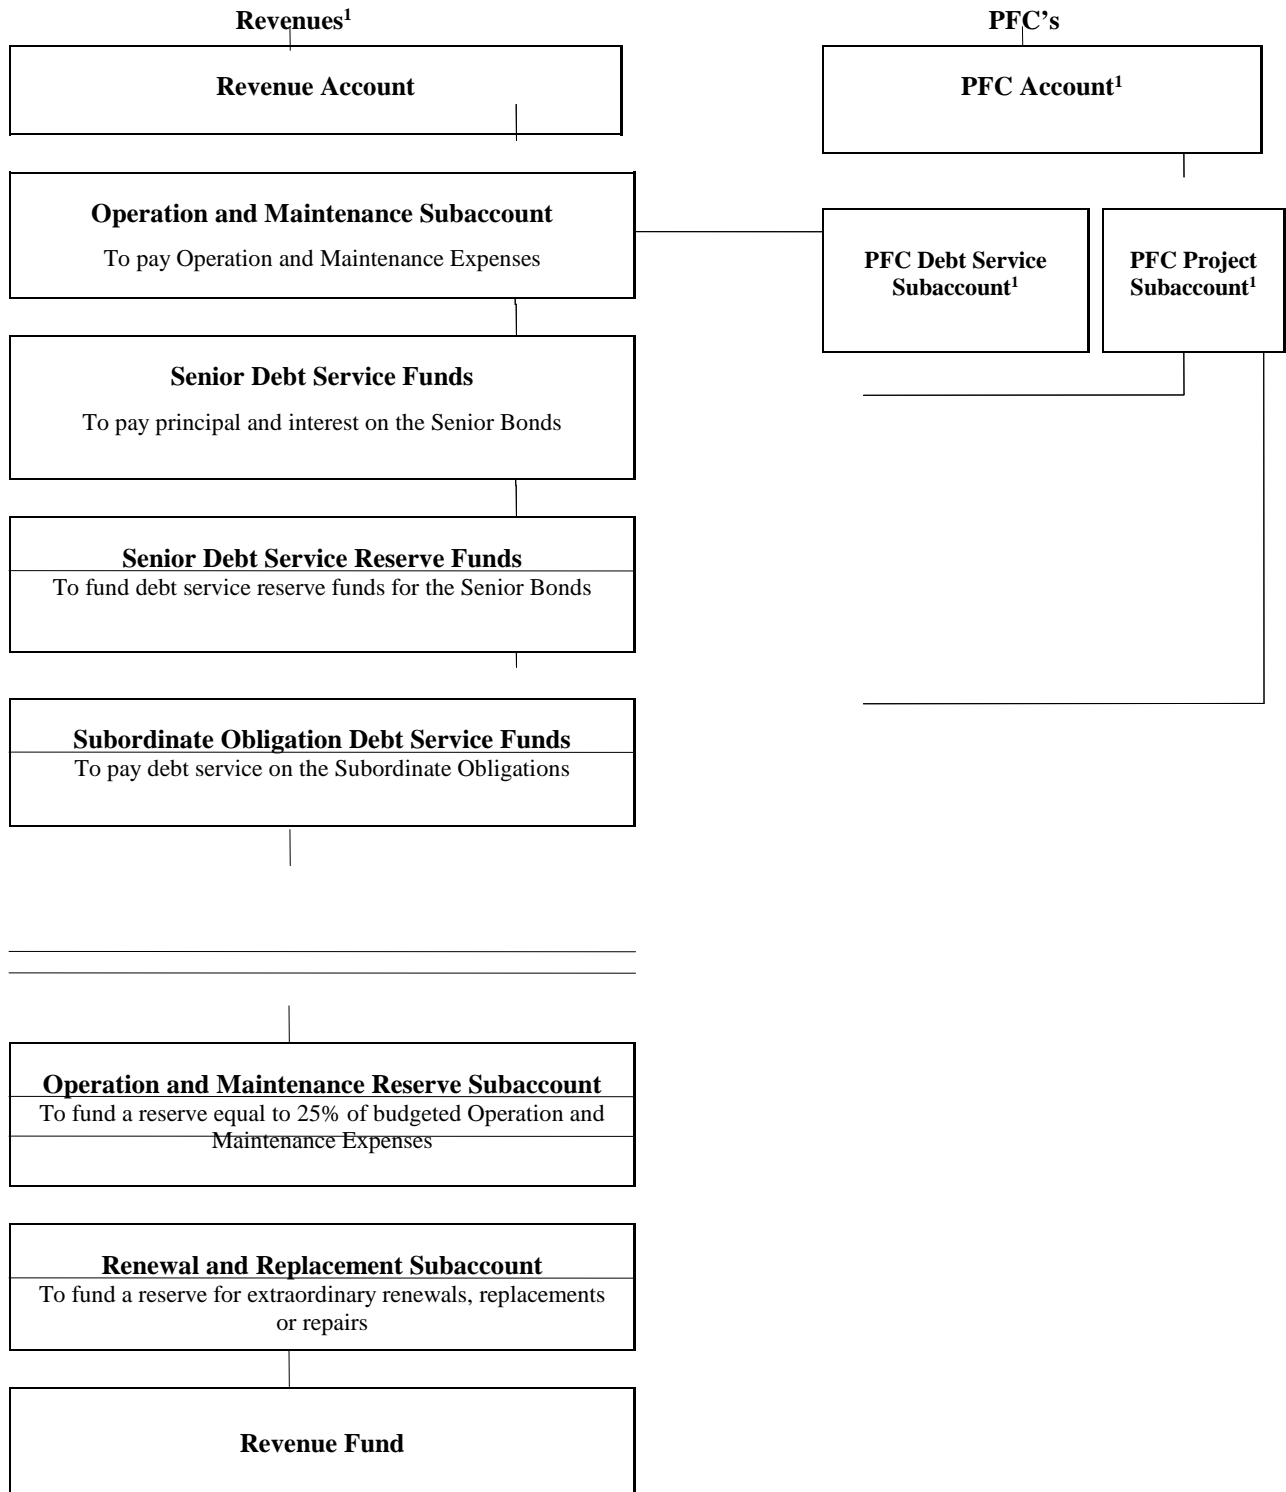 Revenues¹
PFC’s
Revenue Account
PFC Account¹
Operation and Maintenance Subaccount
To pay Operation and Maintenance Expenses
PFC Debt Service
Subaccount¹
PFC Project
Subaccount¹
Senior Debt Service Funds
To pay principal and interest on the Senior Bonds
Senior Debt Service Reserve Funds
To fund debt service reserve funds for the Senior Bonds
Subordinate Obligation Debt Service Funds
To pay debt service on the Subordinate Obligations
Operation and Maintenance Reserve Subaccount
To fund a reserve equal to 25% of budgeted Operation and
Maintenance Expenses
Renewal and Replacement Subaccount
To fund a reserve for extraordinary renewals, replacements
or repairs
Revenue Fund